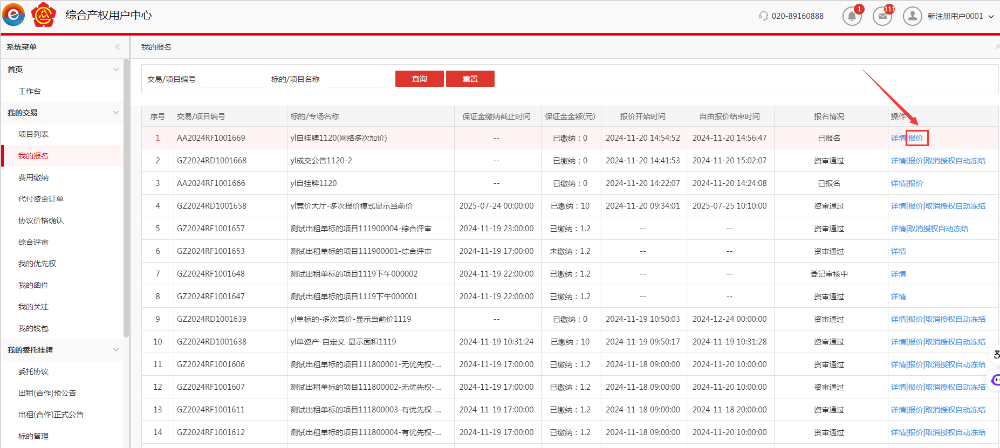 综合产权用户中心
020-89160888
1
111
新注册用户0001
系统菜单
我的报名
首页
工作台
我的交易
项目列表
我的报名
费用缴纳
代付资金订单
协议价格确认
综合评审
我的优先权
我的函件
我的关注
我的钱包
我的委托挂牌
委托协议
出租(合作)预公告
出租(合作)正式公告
标的管理
交易/项目编号 标的/项目名称 查询 重置
序号 交易/项目编号 标的/专场名称 保证金缴纳截止时间 保证金金额(元) 报价开始时间 自由报价结束时间 报名情况 操作
1 AA2024RF1001669 yl自挂牌1120(网络多次加价) -- 已缴纳：0 2024-11-20 14:54:52 2024-11-20 14:56:47 已报名 详情|报价
2 GZ2024RD1001668 yl成交公告1120-2 -- 已缴纳：0 2024-11-20 14:41:53 2024-11-20 15:02:07 资审通过 详情|报价|取消授权自动冻结
3 AA2024RF1001666 yl自挂牌1120 -- 已缴纳：0 2024-11-20 14:22:07 2024-11-20 14:24:08 已报名 详情|报价
4 GZ2024RD1001658 yl竞价大厅-多次报价模式显示当前价 2025-07-24 00:00:00 已缴纳：10 2024-11-20 09:34:01 2025-07-25 10:10:00 资审通过 详情|报价|取消授权自动冻结
5 GZ2024RF1001657 测试出租单标的项目111900004-综合评审 2024-11-19 23:00:00 已缴纳：1.2 -- -- 资审通过 详情|取消授权自动冻结
6 GZ2024RF1001653 测试出租单标的项目111900001-综合评审 2024-11-19 17:00:00 未缴纳：1.2 -- -- 资审通过 详情
7 GZ2024RF1001648 测试出租单标的项目1119下午000002 2024-11-19 22:00:00 已缴纳：1.2 -- -- 登记审核中 详情
8 GZ2024RF1001647 测试出租单标的项目1119下午000001 2024-11-19 22:00:00 已缴纳：1.2 -- -- 资审通过 详情
9 GZ2024RD1001639 yl单标的-多次竞价-显示当前价1119 -- 已缴纳：0 2024-11-19 10:50:03 2024-12-24 00:00:00 资审通过 详情|报价|取消授权自动冻结
10 GZ2024RD1001638 yl单资产-自定义-显示面积1119 2024-11-19 10:31:24 已缴纳：10 2024-11-19 09:50:17 2024-11-19 10:31:28 资审通过 详情|报价|取消授权自动冻结
11 GZ2024RF1001606 测试出租单标的项目111800001-无优先权-... 2024-11-19 17:00:00 已缴纳：1.2 2024-11-18 09:00:00 2024-11-20 10:00:00 资审通过 详情|报价|取消授权自动冻结
12 GZ2024RF1001607 测试出租单标的项目111800002-无优先权-... 2024-11-19 17:00:00 已缴纳：1.2 2024-11-18 09:00:00 2024-11-20 10:00:00 资审通过 详情|报价|取消授权自动冻结
13 GZ2024RF1001611 测试出租单标的项目111800003-有优先权-... 2024-11-19 17:00:00 已缴纳：1.2 2024-11-18 09:00:00 2024-11-18 20:00:00 资审通过 详情|报价|取消授权自动冻结
14 GZ2024RF1001612 测试出租单标的项目111800004-有优先权-... 2024-11-19 17:00:00 已缴纳：1.2 2024-11-18 09:00:00 2024-11-20 10:00:00 资审通过 详情|报价|取消授权自动冻结